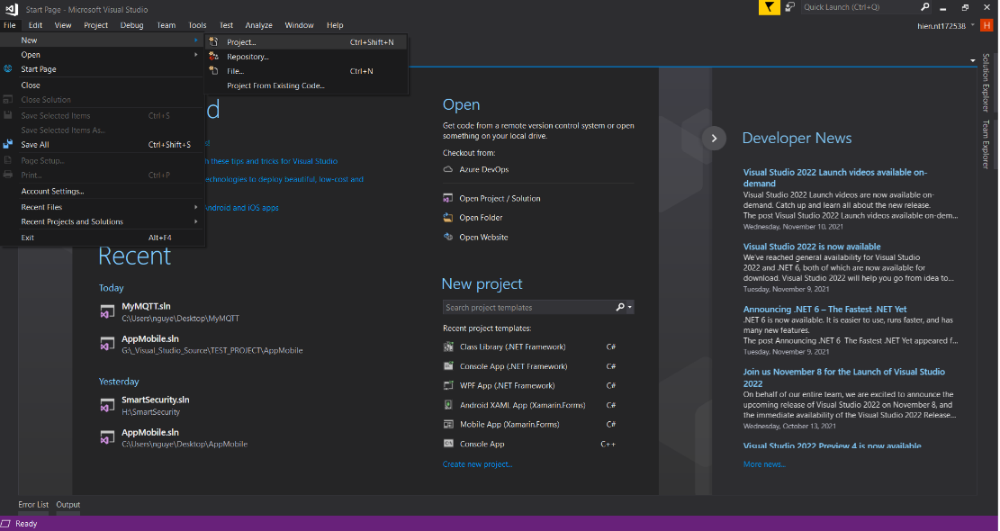 Start Page - Microsoft Visual Studio
Quick Launch (Ctrl+Q)
File Edit View Project Debug Team Tools Test Analyze Window Help
hien.nt172538 H
New
Open
Start Page
Close
Close Solution
Save Selected Items Ctrl+S
Save Selected Items As...
Save All Ctrl+Shift+S
Page Setup...
Print... Ctrl+P
Account Settings...
Recent Files
Recent Projects and Solutions
Exit Alt+F4
Project... Ctrl+Shift+N
Repository...
File... Ctrl+N
Project From Existing Code...
d
h these tips and tricks for Visual Studio
echnologies to deploy beautiful, low-cost and
Android and iOS apps
Recent
Today
MyMQTT.sln
C:\Users\nguye\Desktop\MyMQTT
AppMobile.sln
G:\_Visual_Studio_Source\TEST_PROJECT\AppMobile
Yesterday
SmartSecurity.sln
H:\SmartSecurity
AppMobile.sln
C:\Users\nguye\Desktop\AppMobile
Open
Get code from a remote version control system or open
something on your local drive.
Checkout from:
Azure DevOps
Open Project / Solution
Open Folder
Open Website
New project
Search project templates
Recent project templates:
Class Library (.NET Framework) C#
Console App (.NET Framework) C#
WPF App (.NET Framework) C#
Android XAML App (Xamarin.Forms) C#
Mobile App (Xamarin.Forms) C#
Console App C++
Create new project...
Developer News
Visual Studio 2022 Launch videos available on-
demand
Visual Studio 2022 Launch videos are now available on-
demand. Catch up and learn all about the new release.
The post Visual Studio 2022 Launch videos available on-dem...
Wednesday, November 10, 2021
Visual Studio 2022 is now available
We've reached general availability for Visual Studio
2022 and .NET 6, both of which are now available for
download. Visual Studio 2022 will help you go from idea to...
Tuesday, November 9, 2021
Announcing .NET 6 – The Fastest .NET Yet
.NET 6 is now available. It is easier to use, runs faster, and has
many new features.
The post Announcing .NET 6  The Fastest .NET Yet appeared f...
Tuesday, November 9, 2021
Join us November 8 for the Launch of Visual Studio
2022
On behalf of our entire team, we are excited to announce the
upcoming release of Visual Studio 2022 on November 8, and
the immediate availability of the Visual Studio 2022 Release...
Wednesday, October 13, 2021
Visual Studio 2022 Preview 4 is now available
More news...
Solution Explorer
Team Explorer
Error List Output
Ready